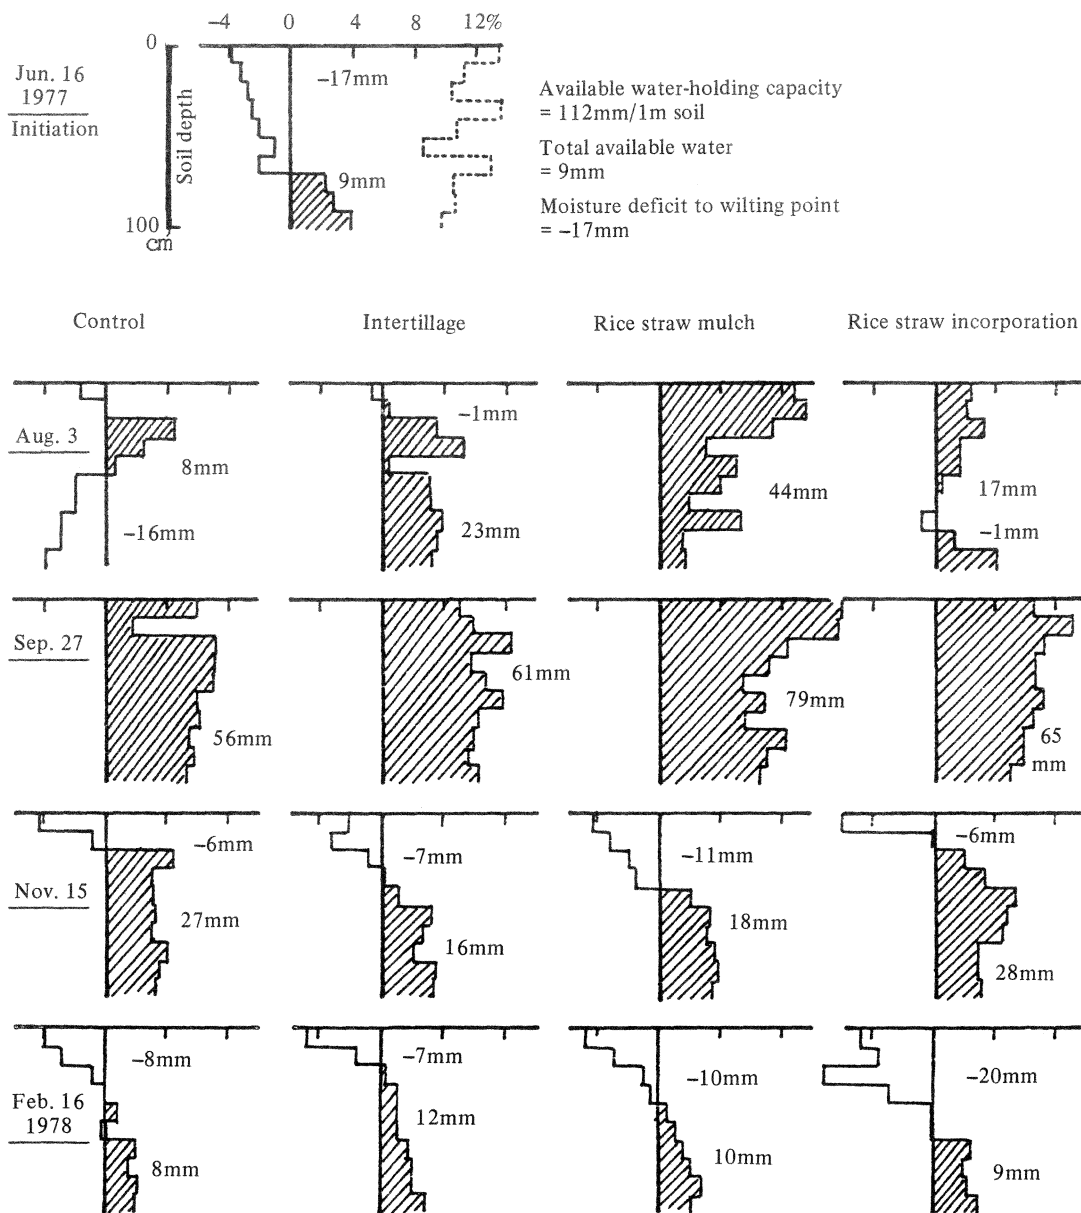 -4 0 4 8 12%
0
Jun. 16
1977
Initiation
Soil depth
100
cm
-17mm
9mm
Available water-holding capacity
= 112mm/1m soil
Total available water
= 9mm
Moisture deficit to wilting point
= -17mm
Control Intertillage Rice straw mulch Rice straw incorporation
Aug. 3
8mm
-16mm
-1mm
23mm
44mm
17mm
-1mm
Sep. 27
56mm
61mm
79mm
65
mm
Nov. 15
-6mm
27mm
-7mm
16mm
-11mm
18mm
-6mm
28mm
Feb. 16
1978
-8mm
8mm
-7mm
12mm
-10mm
10mm
-20mm
9mm